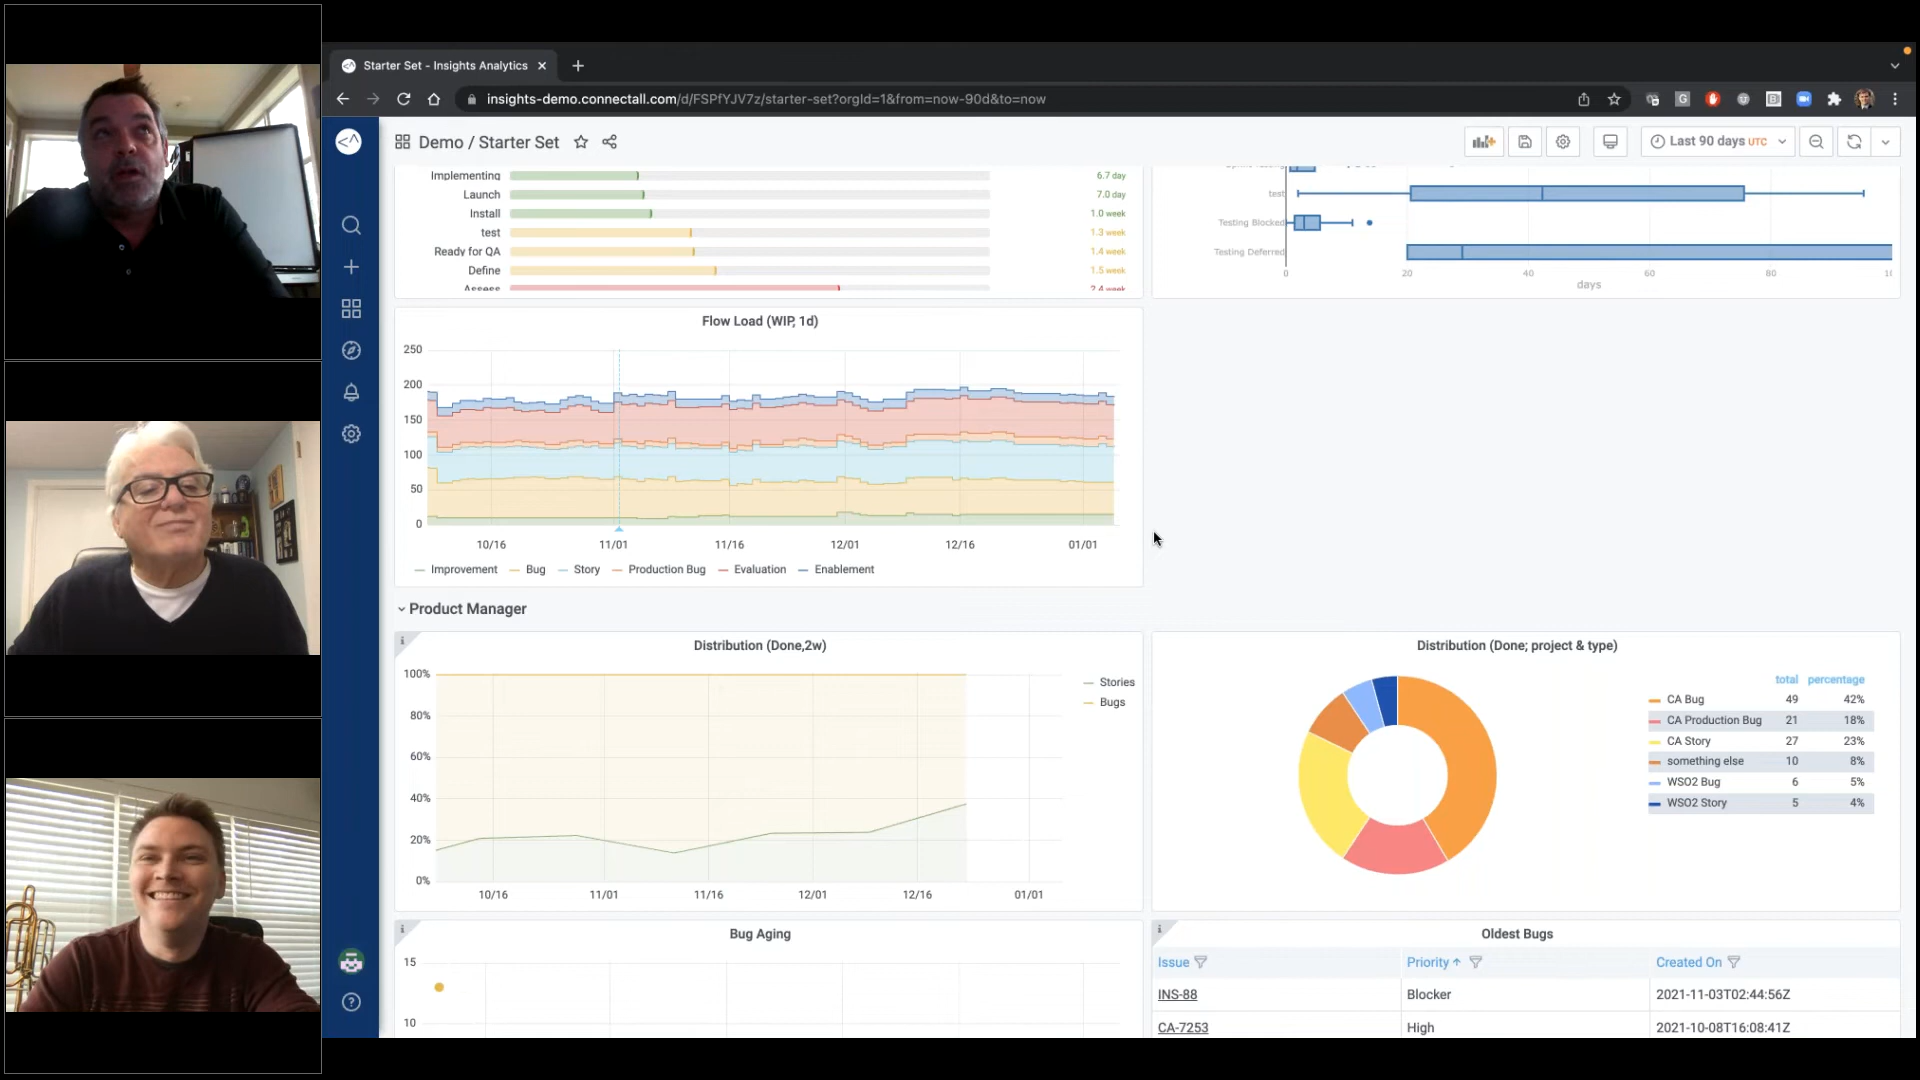 Starter Set - Insights Analytics
insights-demo.connectall.com/d/FSPfYJV7z/starter-set?orgId=1&from=now-90d&to=now
Demo / Starter Set
Last 90 days UTC
Implementing 6.7 day
Launch 7.0 day
Install 1.0 week
test 1.3 week
Ready for QA 1.4 week
Define 1.5 week
Assess 2.4 week
test
Testing Blocked
Testing Deferred
0 20 40 60 80
days
Flow Load (WIP, 1d)
250
200
150
100
50
0
10/16 11/01 11/16 12/01 12/16 01/01
Improvement Bug Story Production Bug Evaluation Enablement
Product Manager
Distribution (Done,2w)
100%
80%
60%
40%
20%
0%
10/16 11/01 11/16 12/01 12/16 01/01
Stories
Bugs
Distribution (Done; project & type)
total percentage
CA Bug 49 42%
CA Production Bug 21 18%
CA Story 27 23%
something else 10 8%
WSO2 Bug 6 5%
WSO2 Story 5 4%
Bug Aging
15
10
Oldest Bugs
Issue Priority Created On
INS-88 Blocker 2021-11-03T02:44:56Z
CA-7253 High 2021-10-08T16:08:41Z